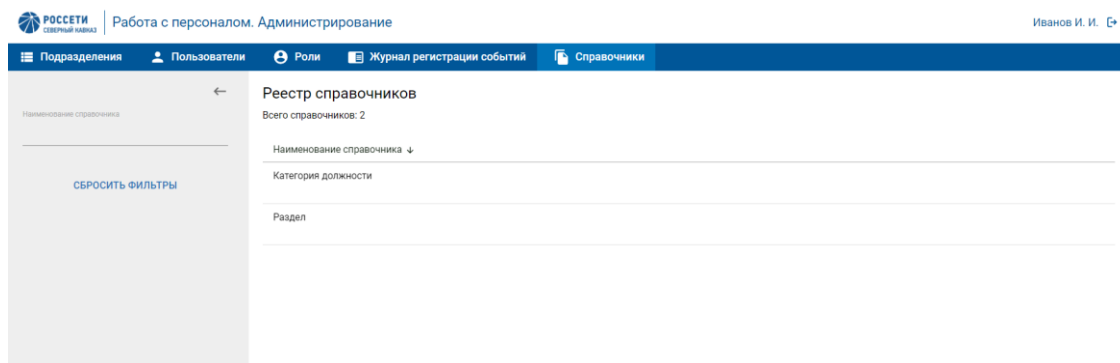 РОССЕТИ
СЕВЕРНЫЙ КАВКАЗ
Работа с персоналом. Администрирование
Иванов И. И.
Подразделения Пользователи Роли Журнал регистрации событий Справочники
Наименование справочника
СБРОСИТЬ ФИЛЬТРЫ
Реестр справочников
Всего справочников: 2
Наименование справочника
Категория должности
Раздел